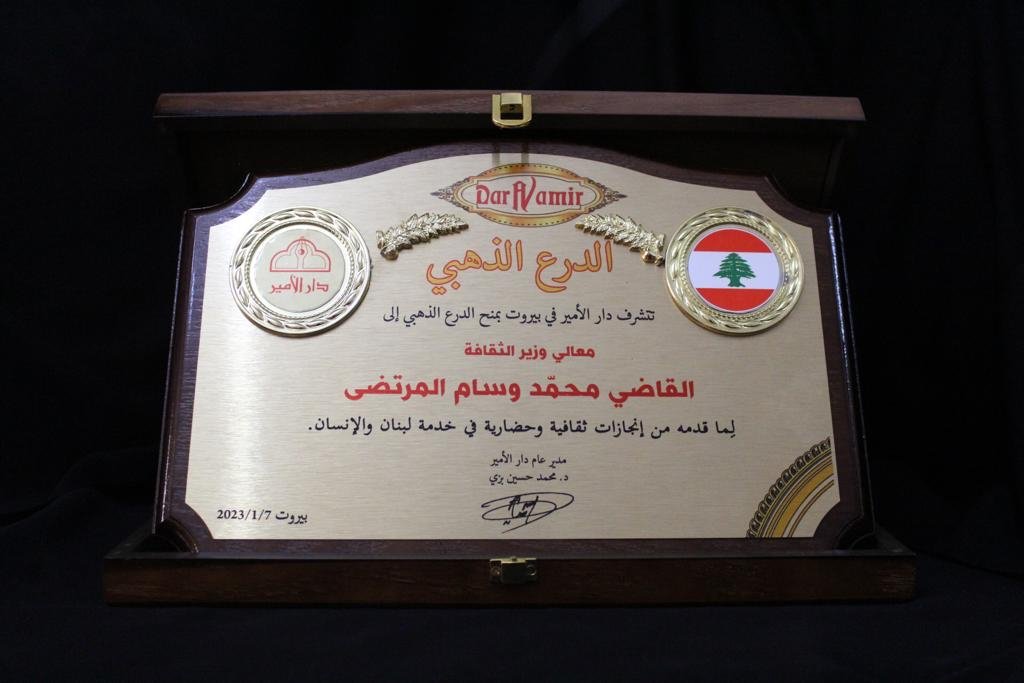 Dar Al amir
الدرع الذهبي
دار الأمير
تتشرف دار الأمير في بيروت بمنح الدرع الذهبي إلى
معالي وزير الثقافة
القاضي محمّد وسام المرتضى
لِما قدمه من إنجازات ثقافية وحضارية في خدمة لبنان والإنسان.
مدير عام دار الأمير
د. محمد حسين بزي
بيروت 2023/1/7